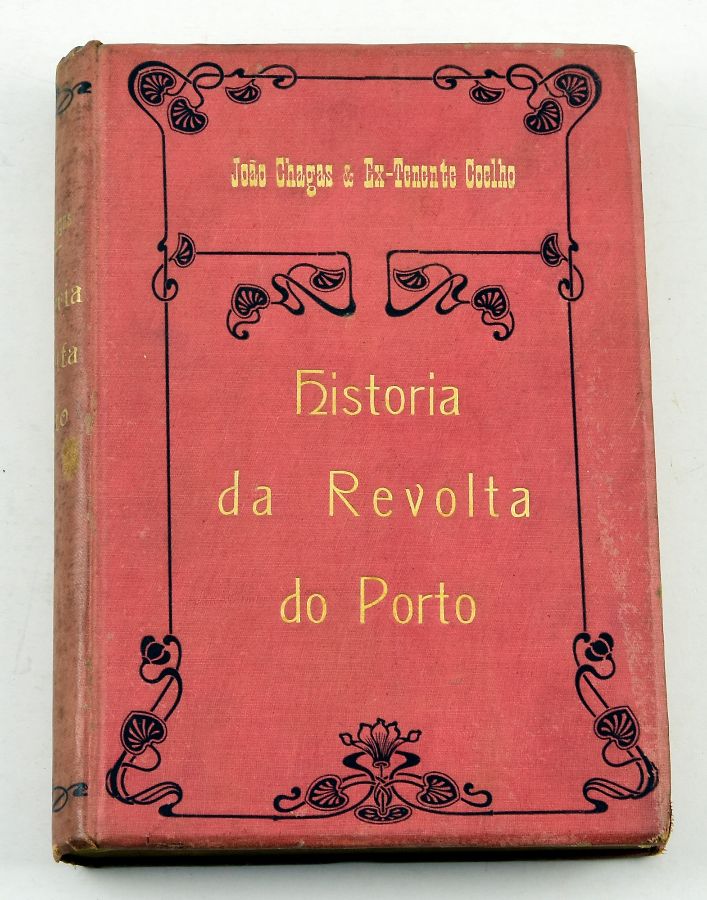 João Chagas & Ex-Tenente Coelho
Historia
da Revolta
do Porto